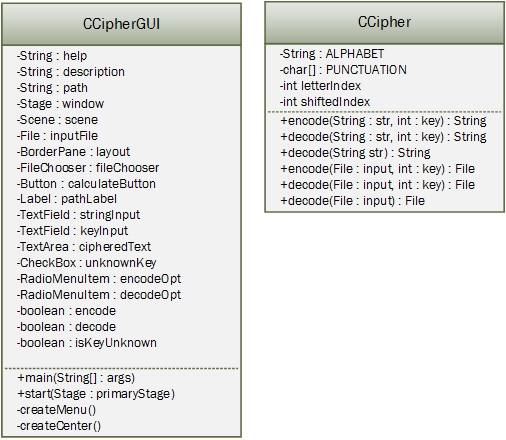 CCipherGUI
-String : help
-String : description
-String : path
-Stage : window
-Scene : scene
-File : inputFile
-BorderPane : layout
-FileChooser : fileChooser
-Button : calculateButton
-Label : pathLabel
-TextField : stringInput
-TextField : keyInput
-TextArea : cipheredText
-CheckBox : unknownKey
-RadioMenuItem : encodeOpt
-RadioMenuItem : decodeOpt
-boolean : encode
-boolean : decode
-boolean : isKeyUnknown
+main(String[] : args)
+start(Stage : primaryStage)
-createMenu()
-createCenter()
CCipher
-String : ALPHABET
-char[] : PUNCTUATION
-int letterIndex
-int shiftedIndex
+encode(String : str, int : key) : String
+decode(String : str, int : key) : String
+decode(String str) : String
+encode(File : input, int : key) : File
+decode(File : input, int : key) : File
+decode(File : input) : File